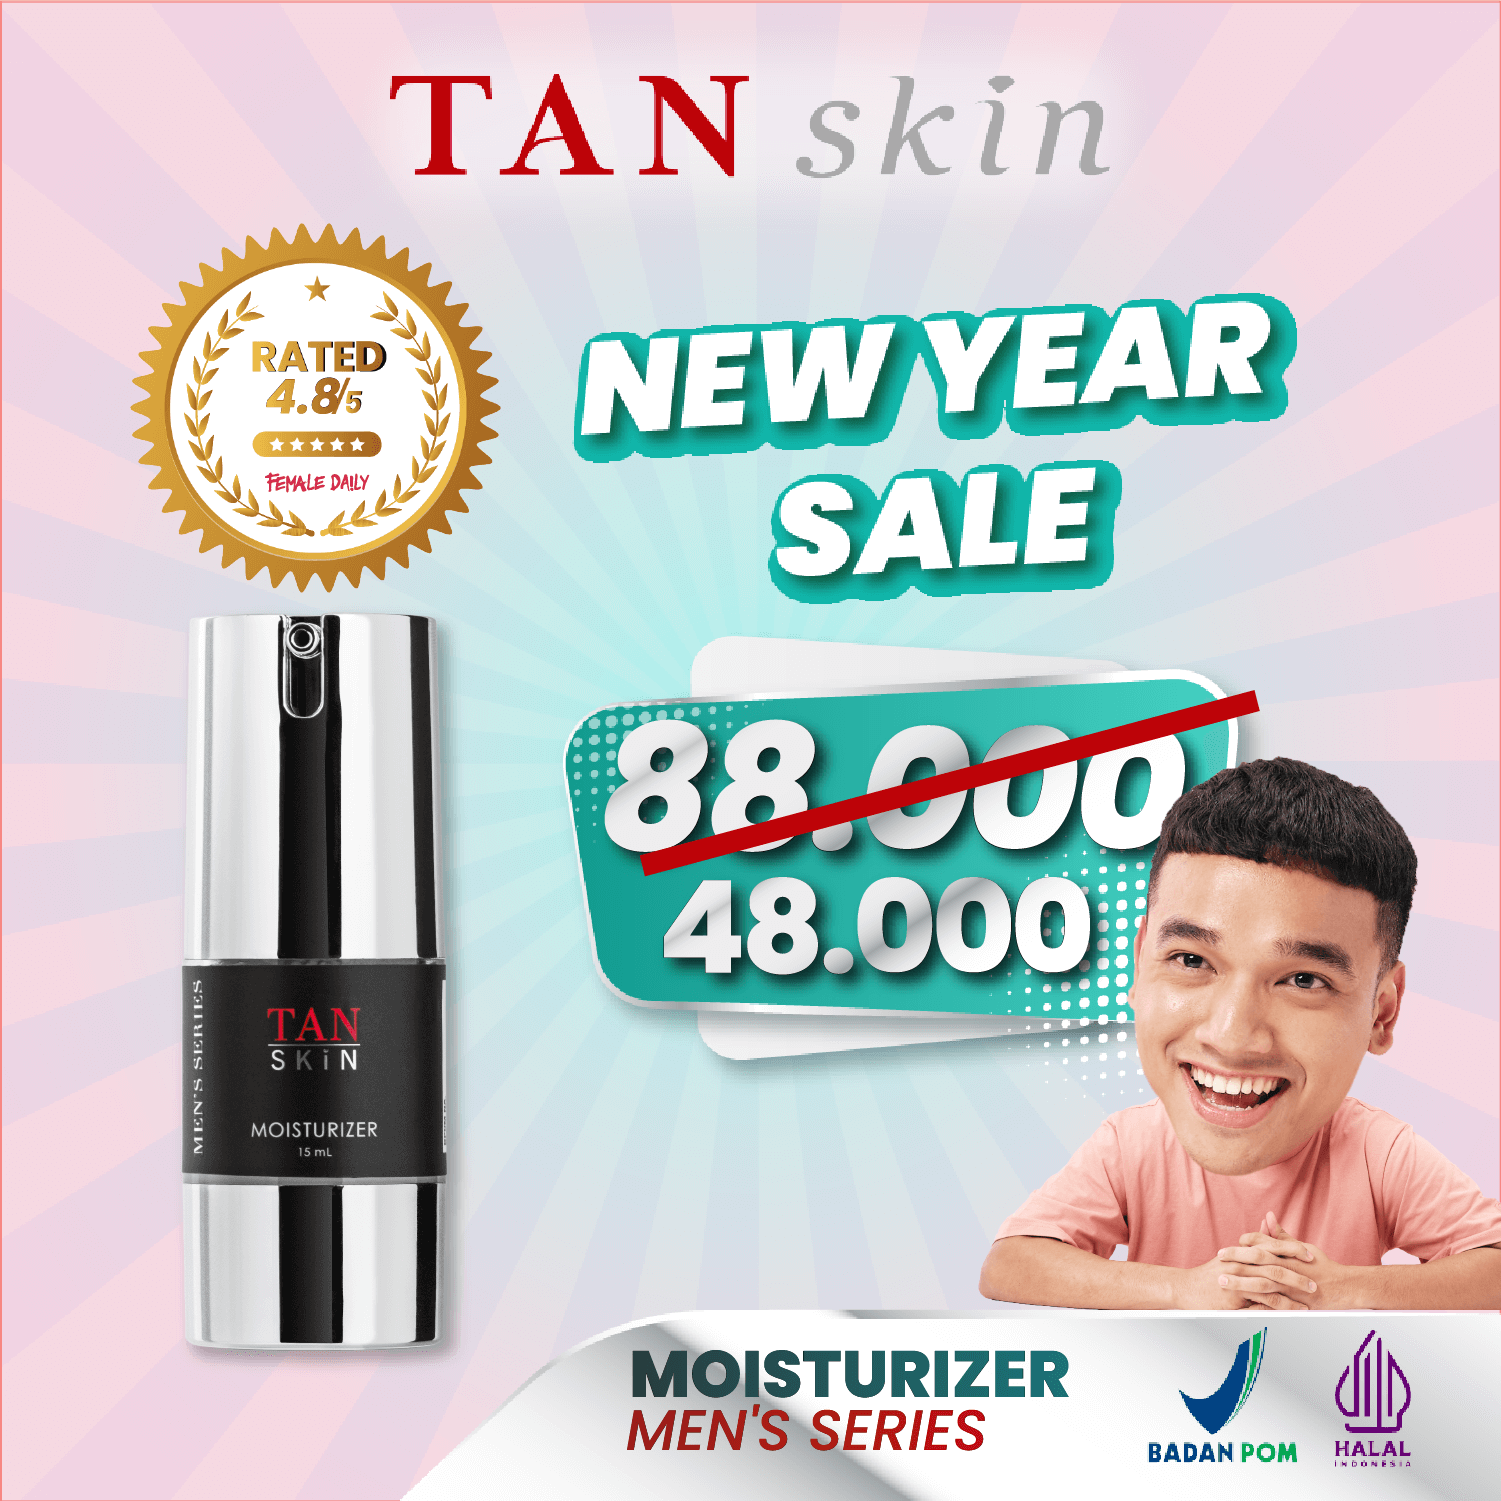 TAN skin
RATED
4.8/5
FEMALE DAILY
NEW YEAR
SALE
88.000
48.000
MEN'S SERIES
TAN
SKiN
MOISTURIZER
15 mL
MOISTURIZER
MEN'S SERIES
BADAN POM
HALAL
INDONESIA